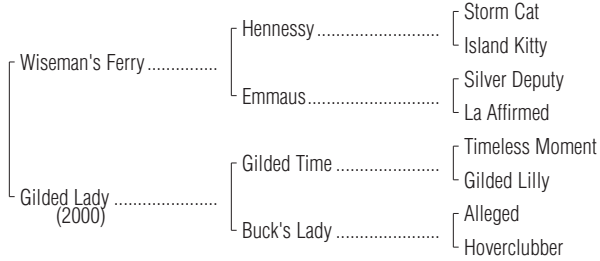 Storm Cat
Hennessy
Island Kitty
Wiseman's Ferry
Silver Deputy
Emmaus
La Affirmed
Timeless Moment
Gilded Time
Gilded Lilly
Gilded Lady
(2000)
Alleged
Buck's Lady
Hoverclubber